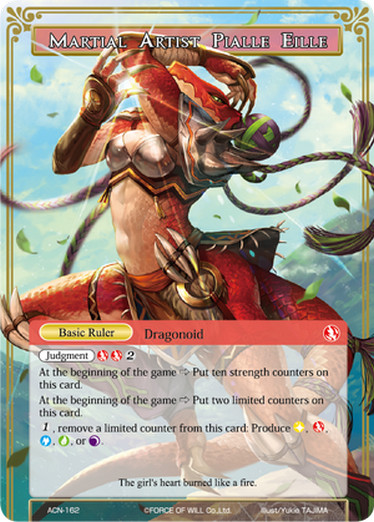 Martial Artist Pialle Eille
Basic Ruler Dragonoid
Judgment 2
At the beginning of the game ⇨ Put ten strength counters on
this card.
At the beginning of the game ⇨ Put two limited counters on
this card.
1 , remove a limited counter from this card: Produce , ,
, , or .
The girl's heart burned like a fire.
ACN-162 ©FORCE OF WILL Co.,Ltd. Illust/Yukie TAJIMA